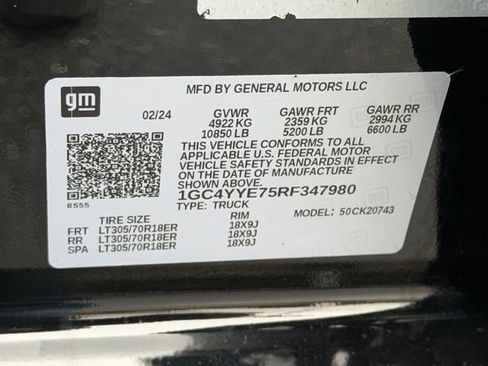 gm
MFD BY GENERAL MOTORS LLC
02/24 GVWR GAWR FRT GAWR RR
4922 KG 2359 KG 2994 KG
10850 LB 5200 LB 6600 LB
THIS VEHICLE CONFORMS TO ALL
APPLICABLE U.S. FEDERAL MOTOR
VEHICLE SAFETY STANDARDS IN EFFECT
ON THE DATE OF MANUFACTURE
SHOWN ABOVE.
1GC4YYE75RF347980
8555 TYPE: TRUCK MODEL: 50CK20743
TIRE SIZE RIM
FRT LT305/70R18ER 18X9J
RR LT305/70R18ER 18X9J
SPA LT305/70R18ER 18X9J